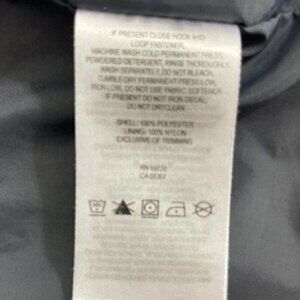 IF PRESENT CLOSE HOOK AND
LOOP FASTENER,
MACHINE WASH COLD PERMANENT PRESS,
POWDERED DETERGENT, RINSE THOROUGHLY,
WASH SEPARATELY, DO NOT BLEACH,
TUMBLE DRY PERMANENT PRESS LOW,
IRON LOW, DO NOT USE FABRIC SOFTENER.
IF PRESENT DO NOT IRON DECAL,
DO NOT DRYCLEAN
SHELL: 100% POLYESTER
LINING: 100% NYLON
EXCLUSIVE OF TRIMMING
RN
CA